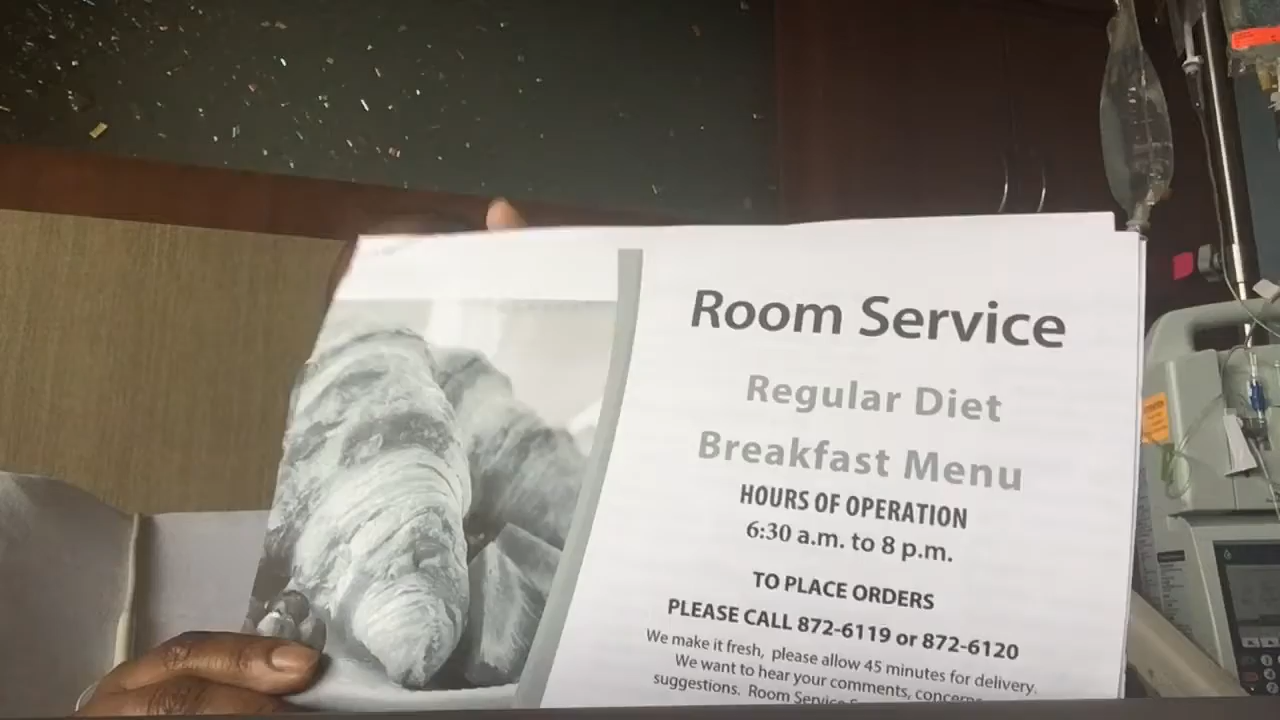 Room Service
Regular Diet
Breakfast Menu
HOURS OF OPERATION
6:30 a.m. to 8 p.m.
TO PLACE ORDERS
PLEASE CALL 872-6119 or 872-6120
We make it fresh, please allow 45 minutes for delivery.
We want to hear your comments,
suggestions. Room Service